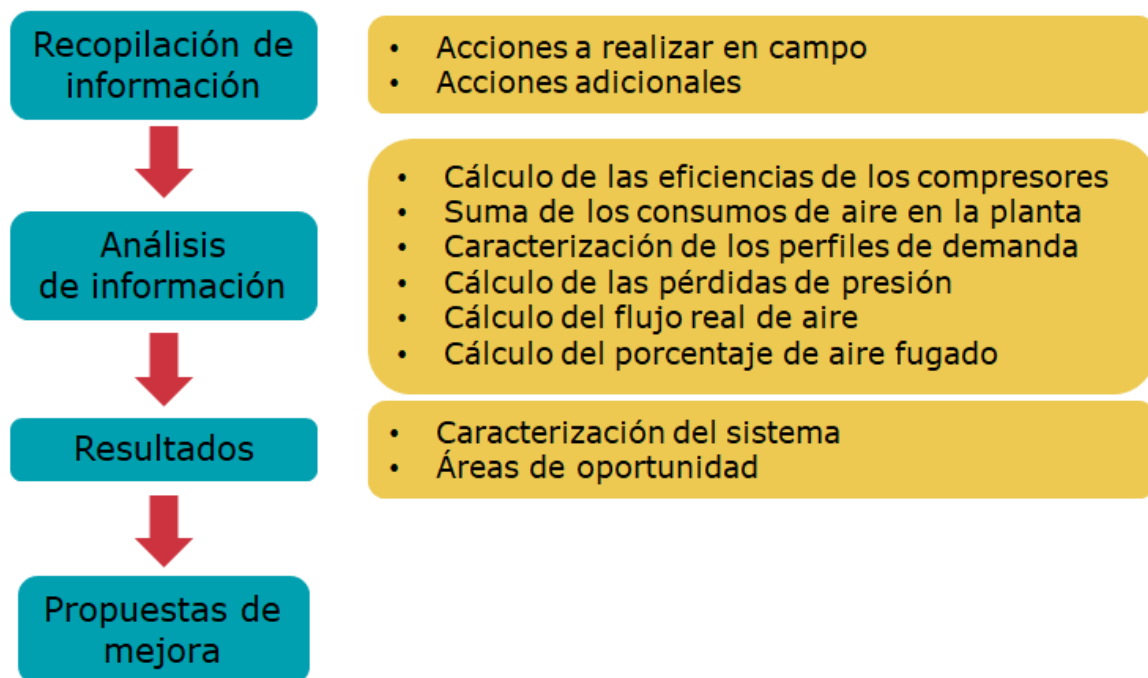 Recopilación de
información
• Acciones a realizar en campo
• Acciones adicionales
Análisis
de información
• Cálculo de las eficiencias de los compresores
• Suma de los consumos de aire en la planta
• Caracterización de los perfiles de demanda
• Cálculo de las pérdidas de presión
• Cálculo del flujo real de aire
• Cálculo del porcentaje de aire fugado
Resultados
• Caracterización del sistema
• Áreas de oportunidad
Propuestas de
mejora